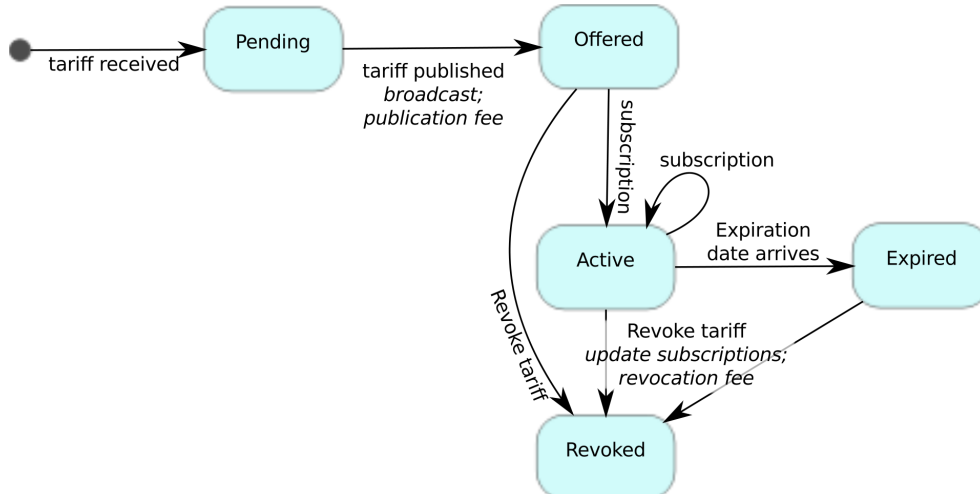 Pending
Offered
tariff received
tariff published
broadcast;
publication fee
subscription
subscription
Expiration
date arrives
Active
Expired
Revoke tariff
Revoke tariff
update subscriptions;
revocation fee
Revoked